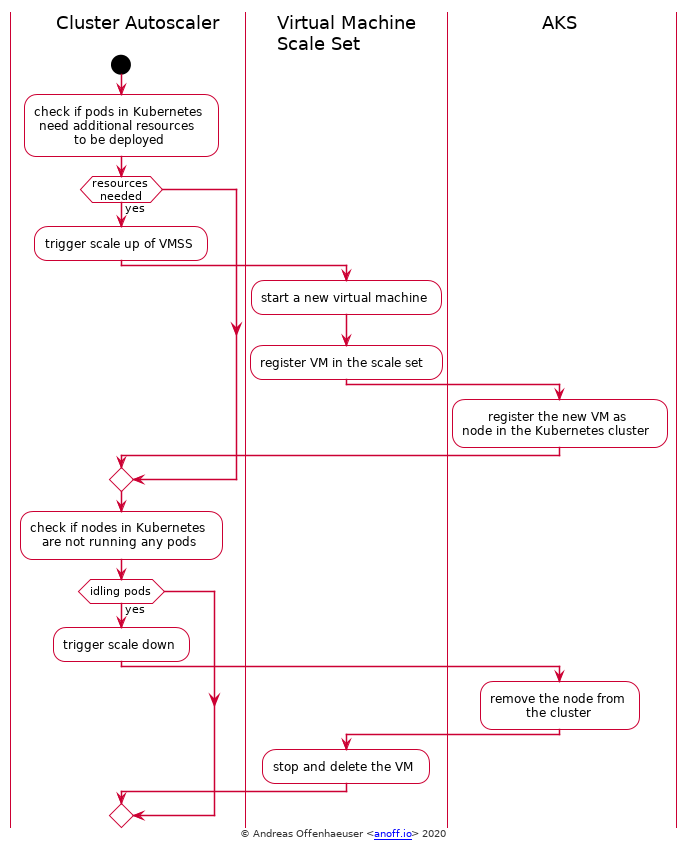 Cluster Autoscaler
Virtual Machine
Scale Set
AKS
check if pods in Kubernetes
need additional resources
to be deployed
resources
needed
yes
trigger scale up of VMSS
start a new virtual machine
register VM in the scale set
register the new VM as
node in the Kubernetes cluster
check if nodes in Kubernetes
are not running any pods
idling pods
yes
trigger scale down
remove the node from
the cluster
stop and delete the VM
© Andreas Offenhaeuser <anoff.io> 2020